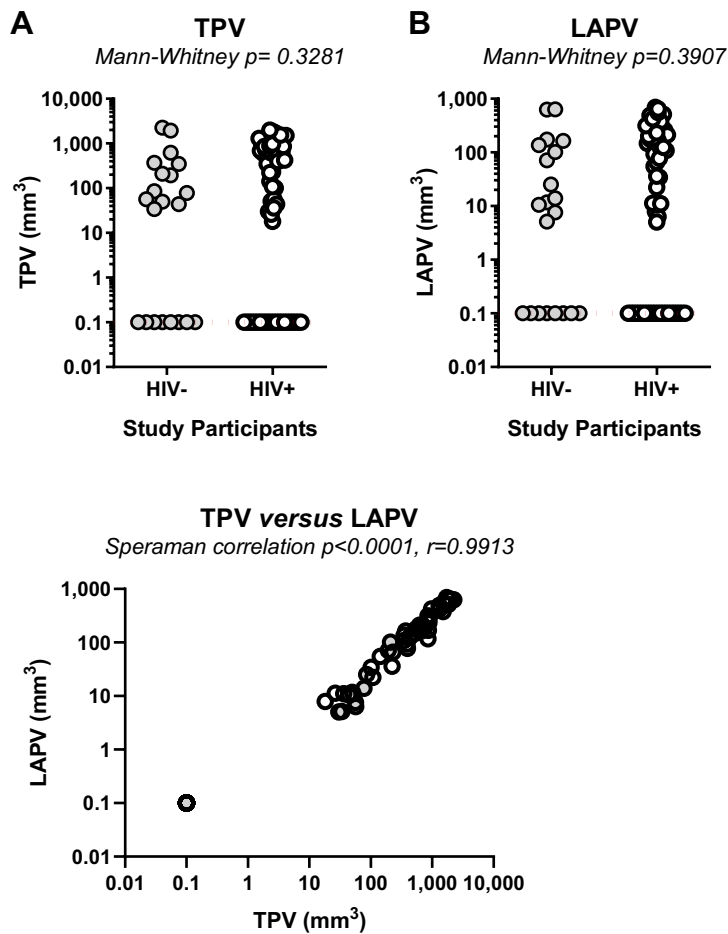 A
TPV
Mann-Whitney p= 0.3281
10,000
1,000
100
10
1
0.1
0.01
TPV (mm³)
HIV- HIV+
Study Participants
B
LAPV
Mann-Whitney p=0.3907
1,000
100
10
1
0.1
0.01
LAPV (mm³)
HIV- HIV+
Study Participants
TPV versus LAPV
Speraman correlation p<0.0001, r=0.9913
1,000
100
10
1
0.1
0.01
LAPV (mm³)
0.01 0.1 1 10 100 1,000 10,000
TPV (mm³)